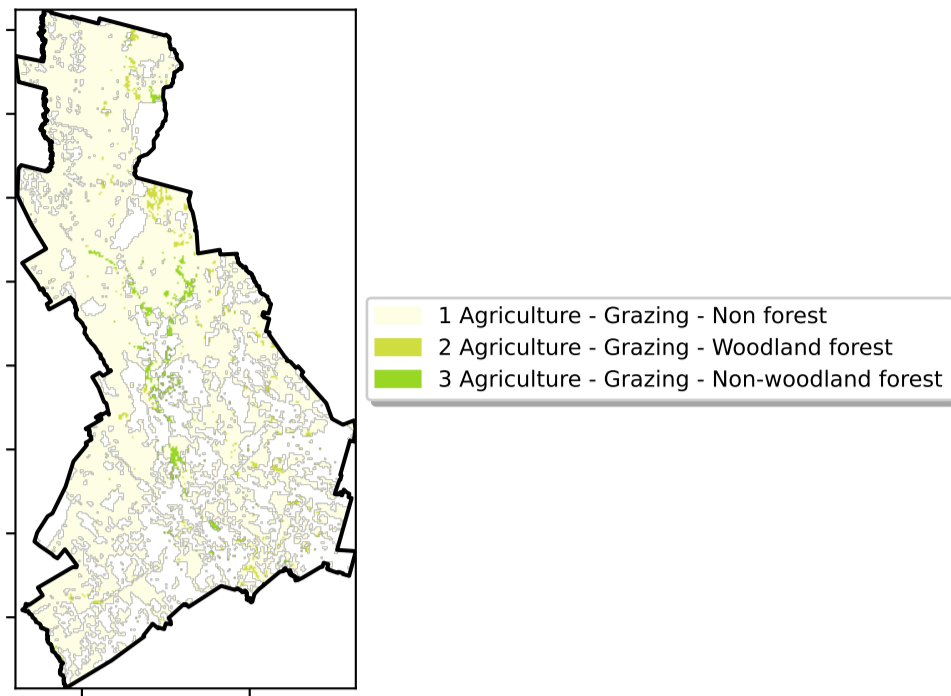 1 Agriculture - Grazing - Non forest
2 Agriculture - Grazing - Woodland forest
3 Agriculture - Grazing - Non-woodland forest